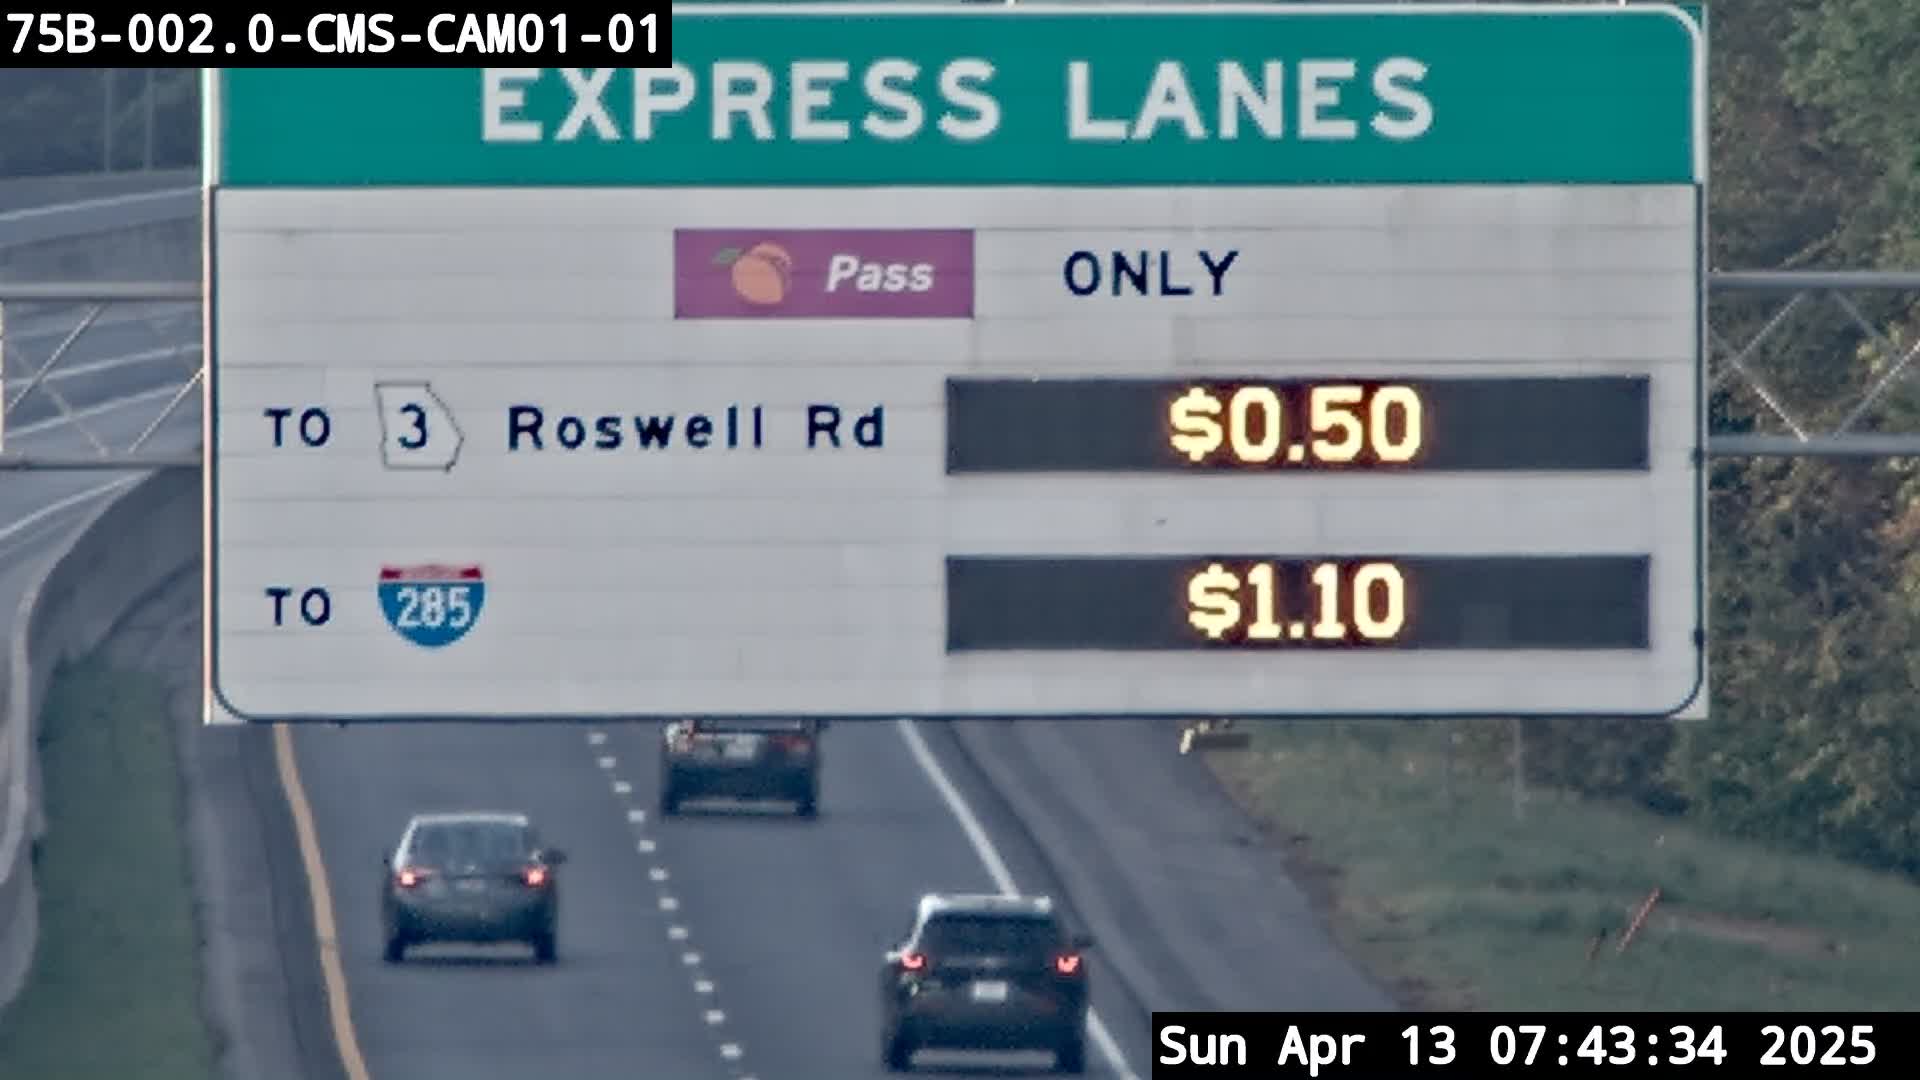 75B-002.0-CMS-CAM01-01
EXPRESS LANES
Pass ONLY
TO 3 Roswell Rd $0.50
TO 285 $1.10
Sun Apr 13 07:43:34 2025